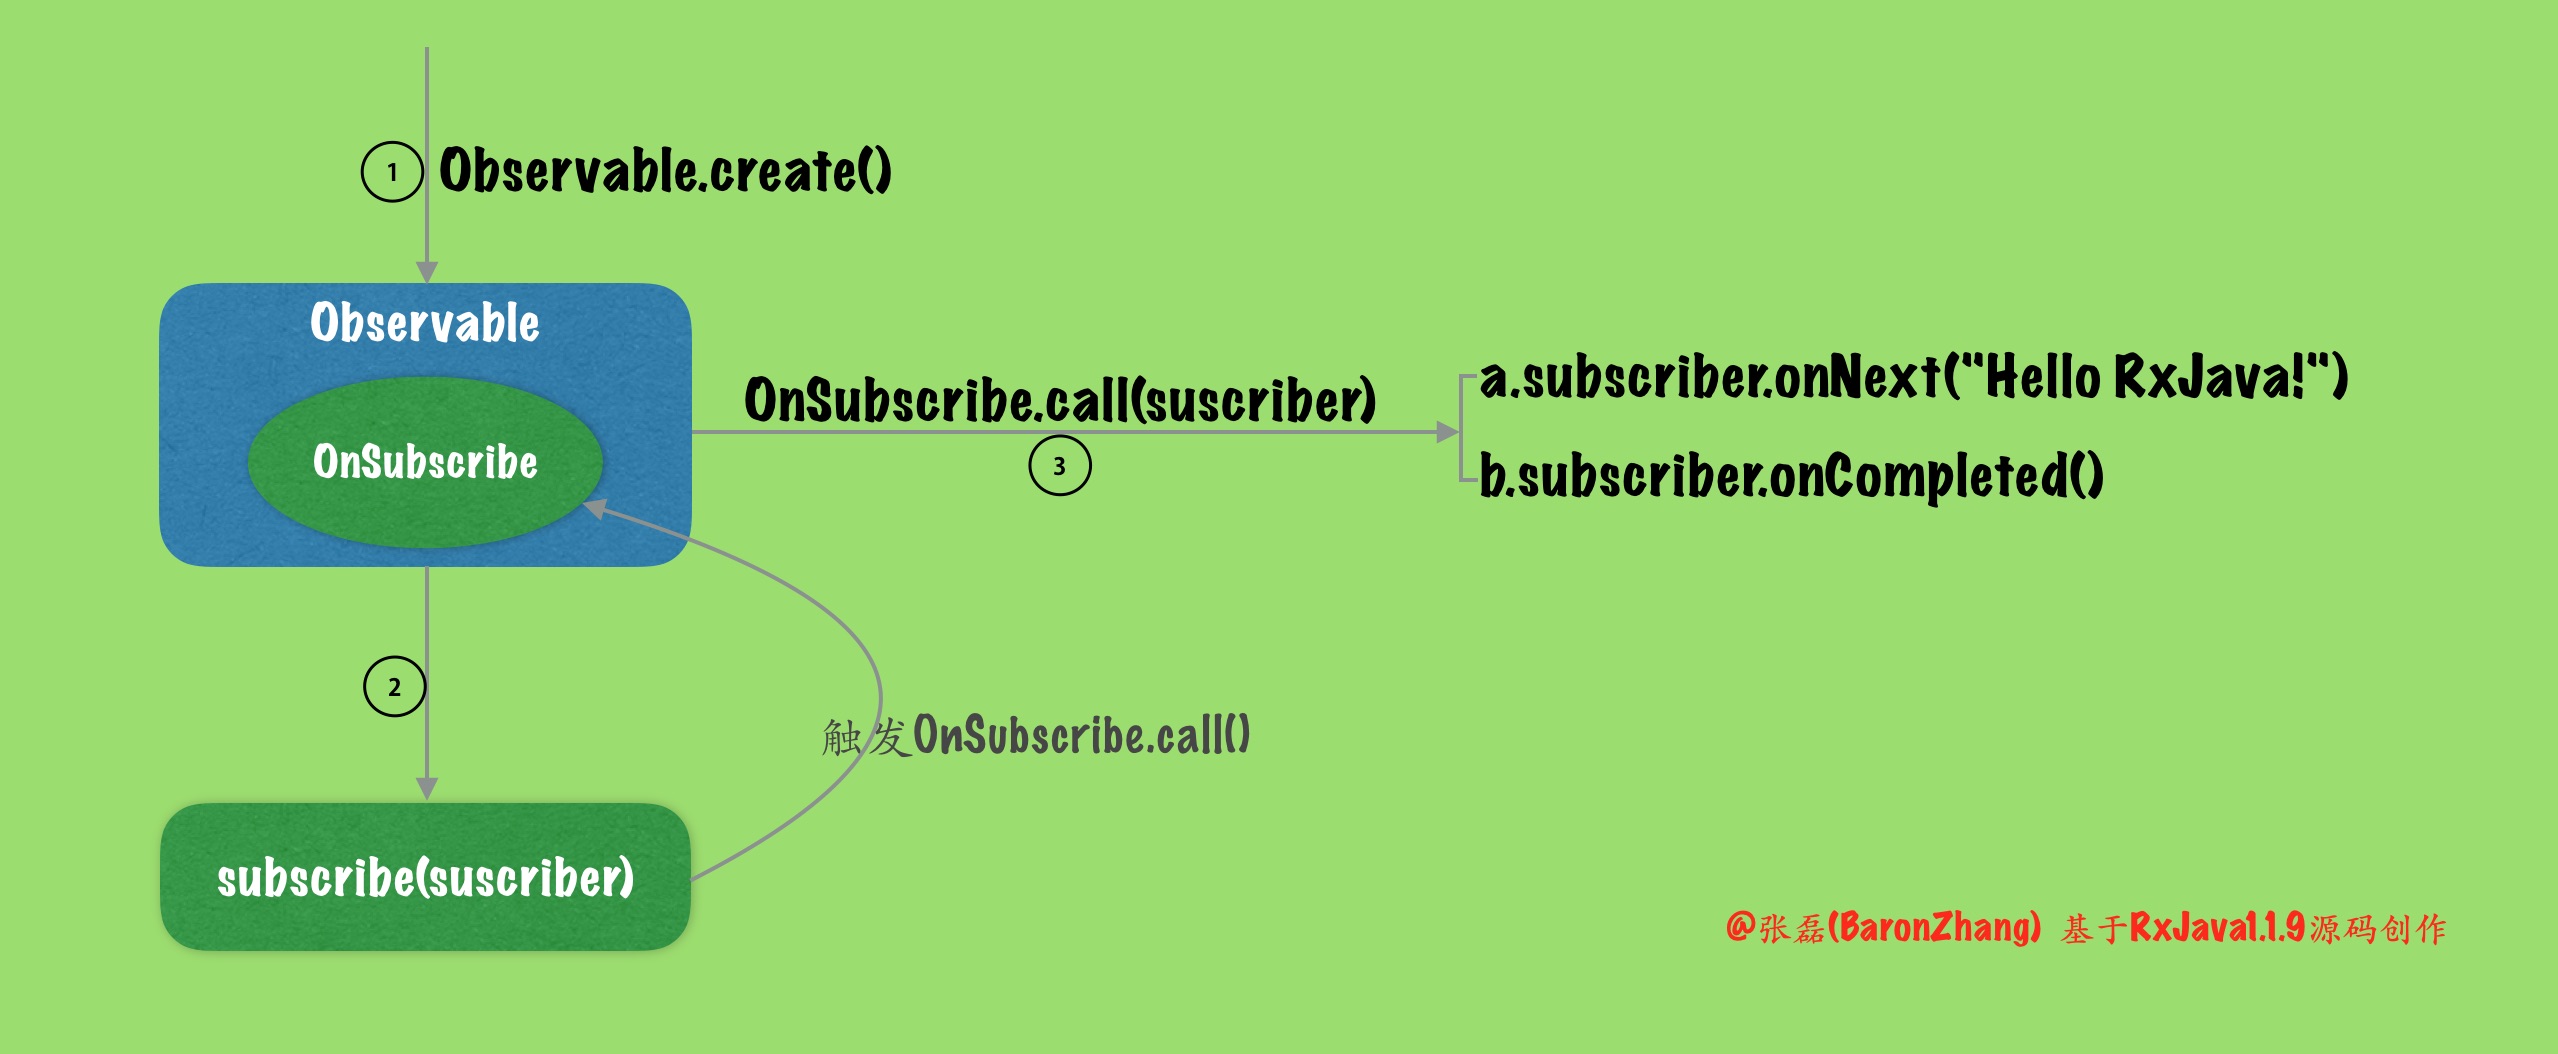 1 Observable.create()
Observable
OnSubscribe
OnSubscribe.call(suscriber)
3
a.subscriber.onNext("Hello RxJava!")
b.subscriber.onCompleted()
2
触发OnSubscribe.call()
subscribe(suscriber)
@张磊(BaronZhang) 基于RxJava1.1.9源码创作